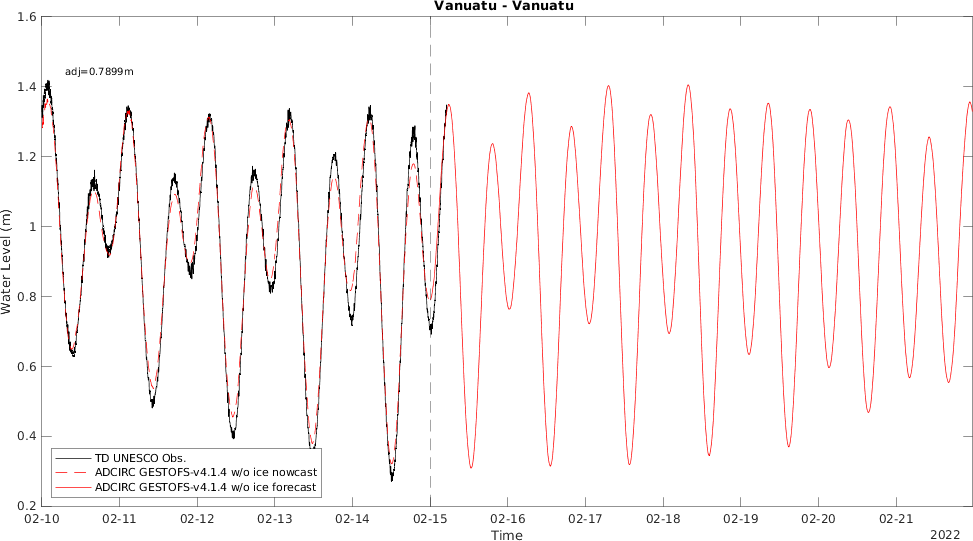 Vanuatu - Vanuatu
1.6
1.4
1.2
1
0.8
0.6
0.4
0.2
Water Level (m)
adj=0.7899m
TD UNESCO Obs.
ADCIRC GESTOFS-v4.1.4 w/o ice nowcast
ADCIRC GESTOFS-v4.1.4 w/o ice forecast
02-10 02-11 02-12 02-13 02-14 02-15 02-16 02-17 02-18 02-19 02-20 02-21
Time
2022